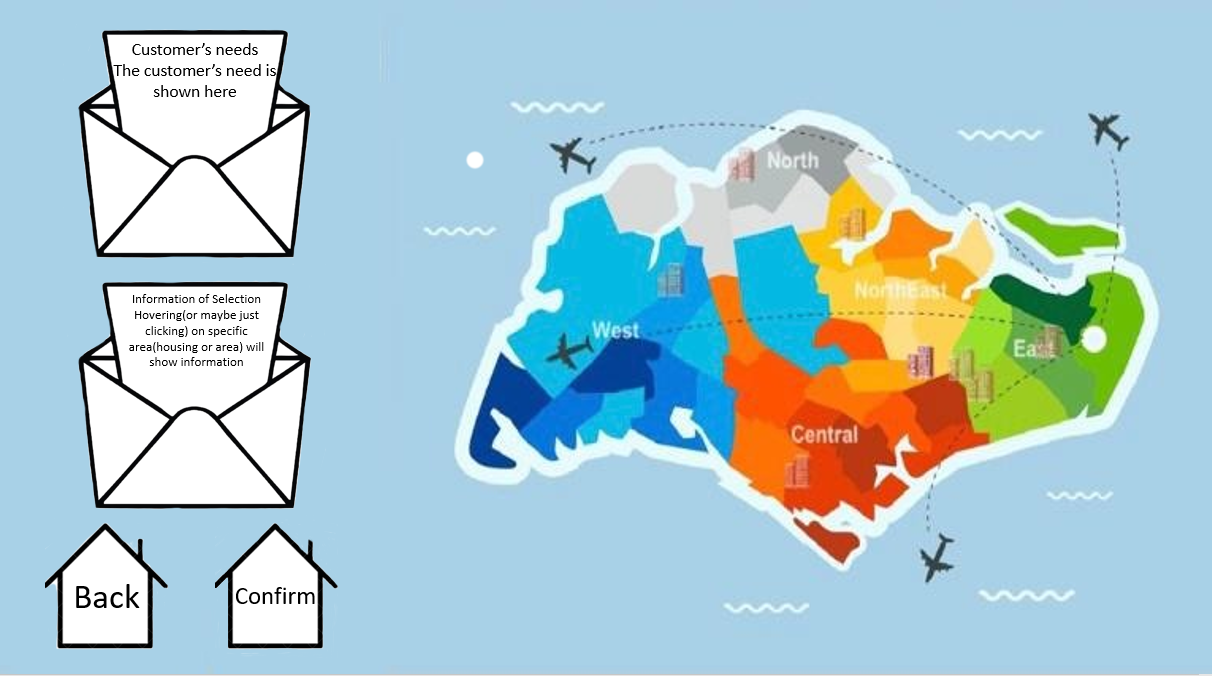 Customer’s needs
The customer’s need is
shown here
Information of Selection
Hovering(or maybe just
clicking) on specific
area(housing or area) will
show information
Back
Confirm
North
NorthEast
West
East
Central